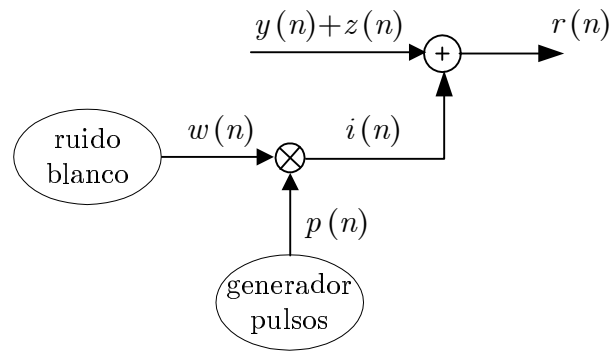 y(n)+z(n)
r(n)
+
ruido
blanco
w(n)
i(n)
p(n)
generador
pulsos